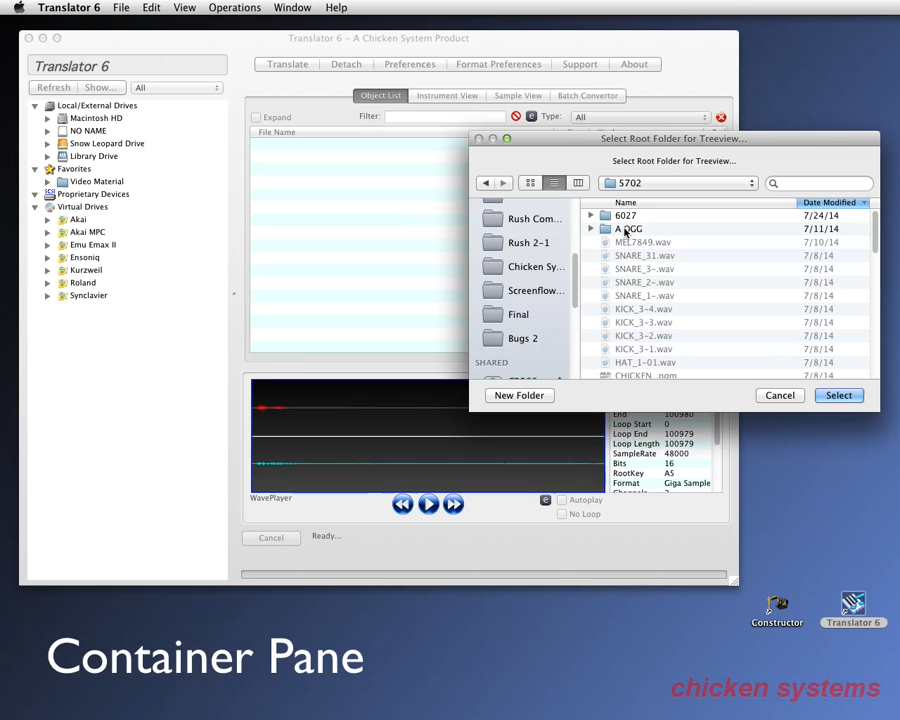 Translator 6 File Edit View Operations Window Help
Translator 6 - A Chicken System Product
Translator 6
Translate Detach Preferences Format Preferences Support About
Refresh Show... All
Object List Instrument View Sample View Batch Convertor
Expand Filter: e Type: All
File Name
Local/External Drives
Macintosh HD
NO NAME
Snow Leopard Drive
Library Drive
Favorites
Video Material
Proprietary Devices
Virtual Drives
Akai
Akai MPC
Emu Emax II
Ensoniq
Kurzweil
Roland
Synclavier
Select Root Folder for Treeview...
Select Root Folder for Treeview...
5702
Rush Com...
Rush 2-1
Chicken Sy...
Screenflow...
Final
Bugs 2
SHARED
Name Date Modified
6027 7/24/14
A OGG 7/11/14
MEL7849.wav 7/10/14
SNARE_31.wav 7/8/14
SNARE_3-.wav 7/8/14
SNARE_2-.wav 7/8/14
SNARE_1-.wav 7/8/14
KICK_3-4.wav 7/8/14
KICK_3-3.wav 7/8/14
KICK_3-2.wav 7/8/14
KICK_3-1.wav 7/8/14
HAT_1-01.wav 7/8/14
7/8/14
New Folder Cancel Select
End 100980
Loop Start 0
Loop End 100979
Loop Length 100979
SampleRate 48000
Bits 16
RootKey A5
Format Giga Sample
WavePlayer
e Autoplay
No Loop
Cancel Ready...
Constructor
Translator 6
Container Pane
chicken systems